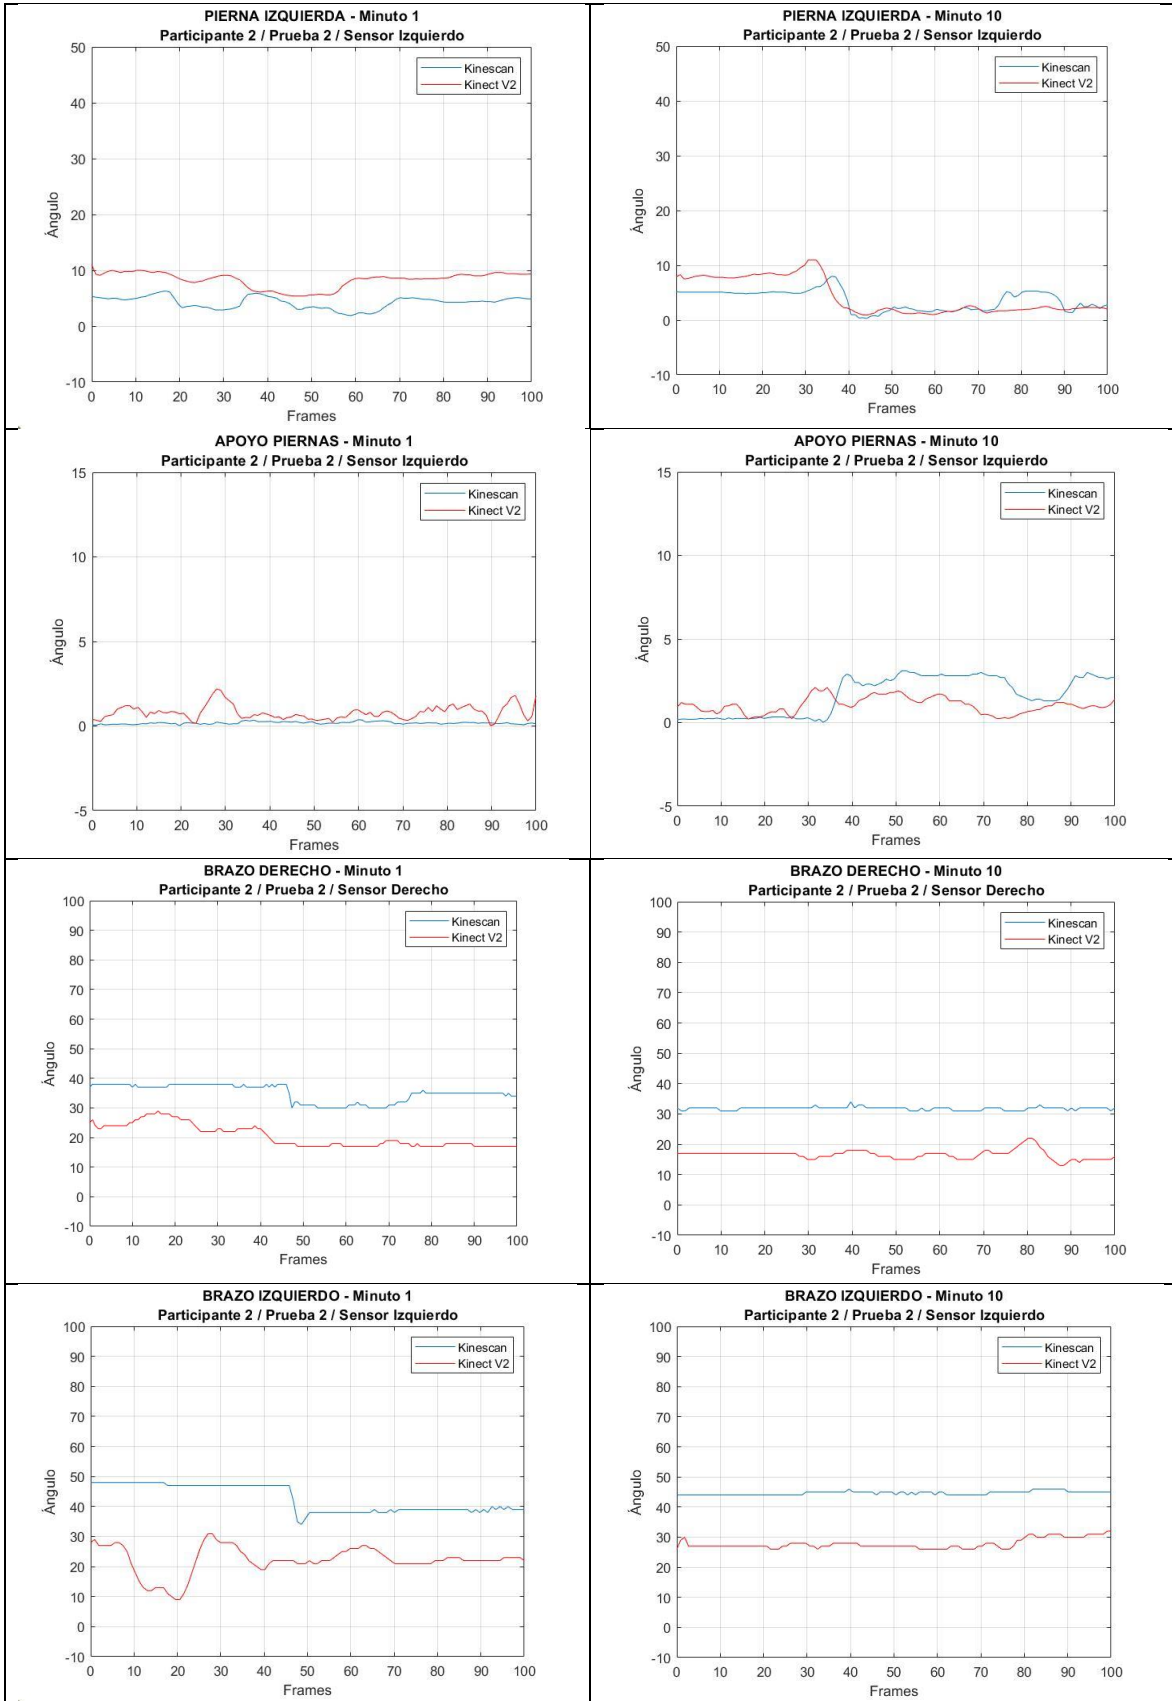 PIERNA IZQUIERDA - Minuto 1
Participante 2 / Prueba 2 / Sensor Izquierdo
50
40
30
20
10
0
-10
Ángulo
Kinescan
Kinect V2
0 10 20 30 40 50 60 70 80 90 100
Frames
PIERNA IZQUIERDA - Minuto 10
Participante 2 / Prueba 2 / Sensor Izquierdo
50
40
30
20
10
0
-10
Ángulo
Kinescan
Kinect V2
0 10 20 30 40 50 60 70 80 90 100
Frames
APOYO PIERNAS - Minuto 1
Participante 2 / Prueba 2 / Sensor Izquierdo
15
10
5
0
-5
Ángulo
Kinescan
Kinect V2
0 10 20 30 40 50 60 70 80 90 100
Frames
APOYO PIERNAS - Minuto 10
Participante 2 / Prueba 2 / Sensor Izquierdo
15
10
5
0
-5
Ángulo
Kinescan
Kinect V2
0 10 20 30 40 50 60 70 80 90 100
Frames
BRAZO DERECHO - Minuto 1
Participante 2 / Prueba 2 / Sensor Derecho
100
90
80
70
60
50
40
30
20
10
0
-10
Ángulo
Kinescan
Kinect V2
0 10 20 30 40 50 60 70 80 90 100
Frames
BRAZO DERECHO - Minuto 10
Participante 2 / Prueba 2 / Sensor Derecho
100
90
80
70
60
50
40
30
20
10
0
-10
Ángulo
Kinescan
Kinect V2
0 10 20 30 40 50 60 70 80 90 100
Frames
BRAZO IZQUIERDO - Minuto 1
Participante 2 / Prueba 2 / Sensor Izquierdo
100
90
80
70
60
50
40
30
20
10
0
-10
Ángulo
Kinescan
Kinect V2
0 10 20 30 40 50 60 70 80 90 100
Frames
BRAZO IZQUIERDO - Minuto 10
Participante 2 / Prueba 2 / Sensor Izquierdo
100
90
80
70
60
50
40
30
20
10
0
-10
Ángulo
Kinescan
Kinect V2
0 10 20 30 40 50 60 70 80 90 100
Frames